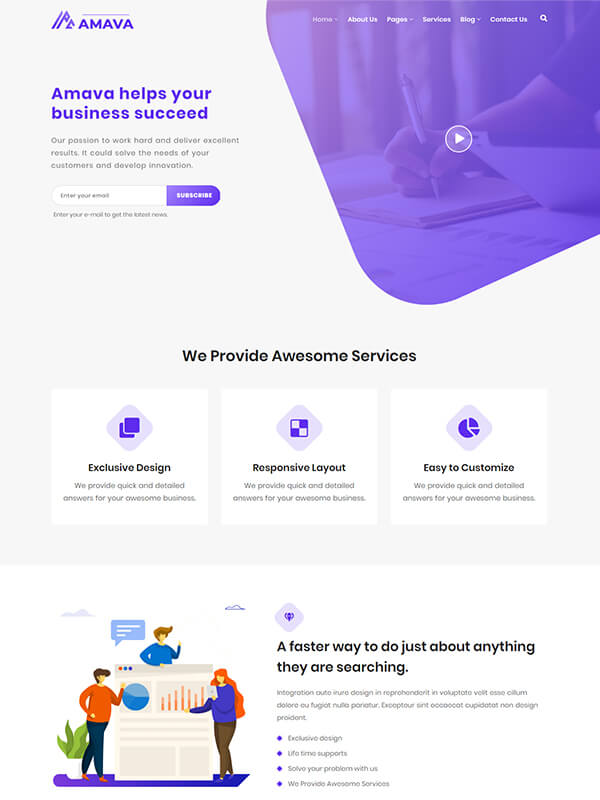 AMAVA
Home About Us Pages Services Blog Contact Us
Amava helps your
business succeed
Our passion to work hard and deliver excellent
results. It could solve the needs of your
customers and develop innovation.
Enter your email SUBSCRIBE
Enter your e-mail to get the latest news.
We Provide Awesome Services
Exclusive Design
We provide quick and detailed
answers for your awesome business.
Responsive Layout
We provide quick and detailed
answers for your awesome business.
Easy to Customize
We provide quick and detailed
answers for your awesome business.
A faster way to do just about anything
they are searching.
Integration auto irure design in reprehenderit in voluptate velit esse cillum
dolore eu fugiat nulla pariatur. Excepteur sint occaecat cupidatat non design
proident.
Exclusive design
Life time supports
Solve your problem with us
We Provide Awesome Services